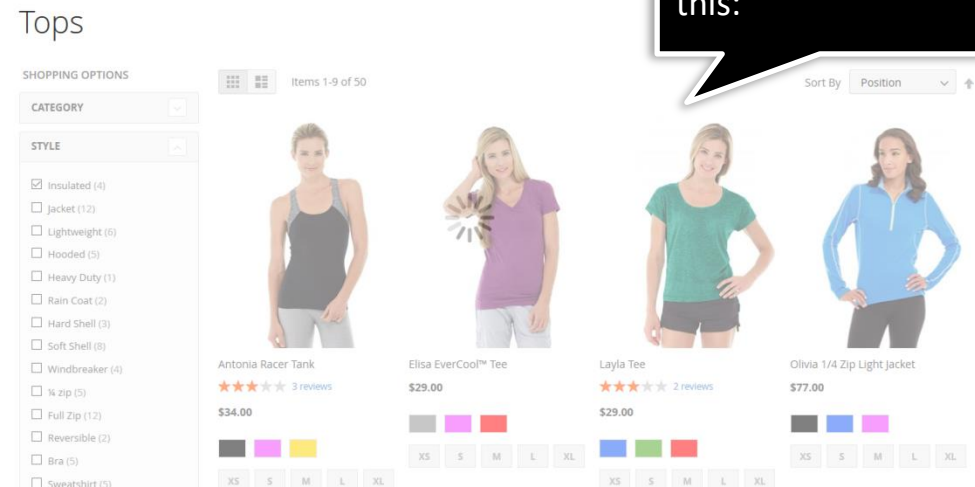 this:
Tops
SHOPPING OPTIONS
Items 1-9 of 50
Sort By Position
CATEGORY
STYLE
Insulated (4)
Jacket (12)
Lightweight (6)
Hooded (5)
Heavy Duty (1)
Rain Coat (2)
Hard Shell (3)
Soft Shell (8)
Windbreaker (4)
¼ zip (5)
Full Zip (12)
Reversible (2)
Bra (5)
Sweatshirt (5)
Antonia Racer Tank
3 reviews
$34.00
XS S M L XL
Elisa EverCool™ Tee
$29.00
XS S M L XL
Layla Tee
2 reviews
$29.00
XS S M L XL
Olivia 1/4 Zip Light Jacket
$77.00
XS S M L XL